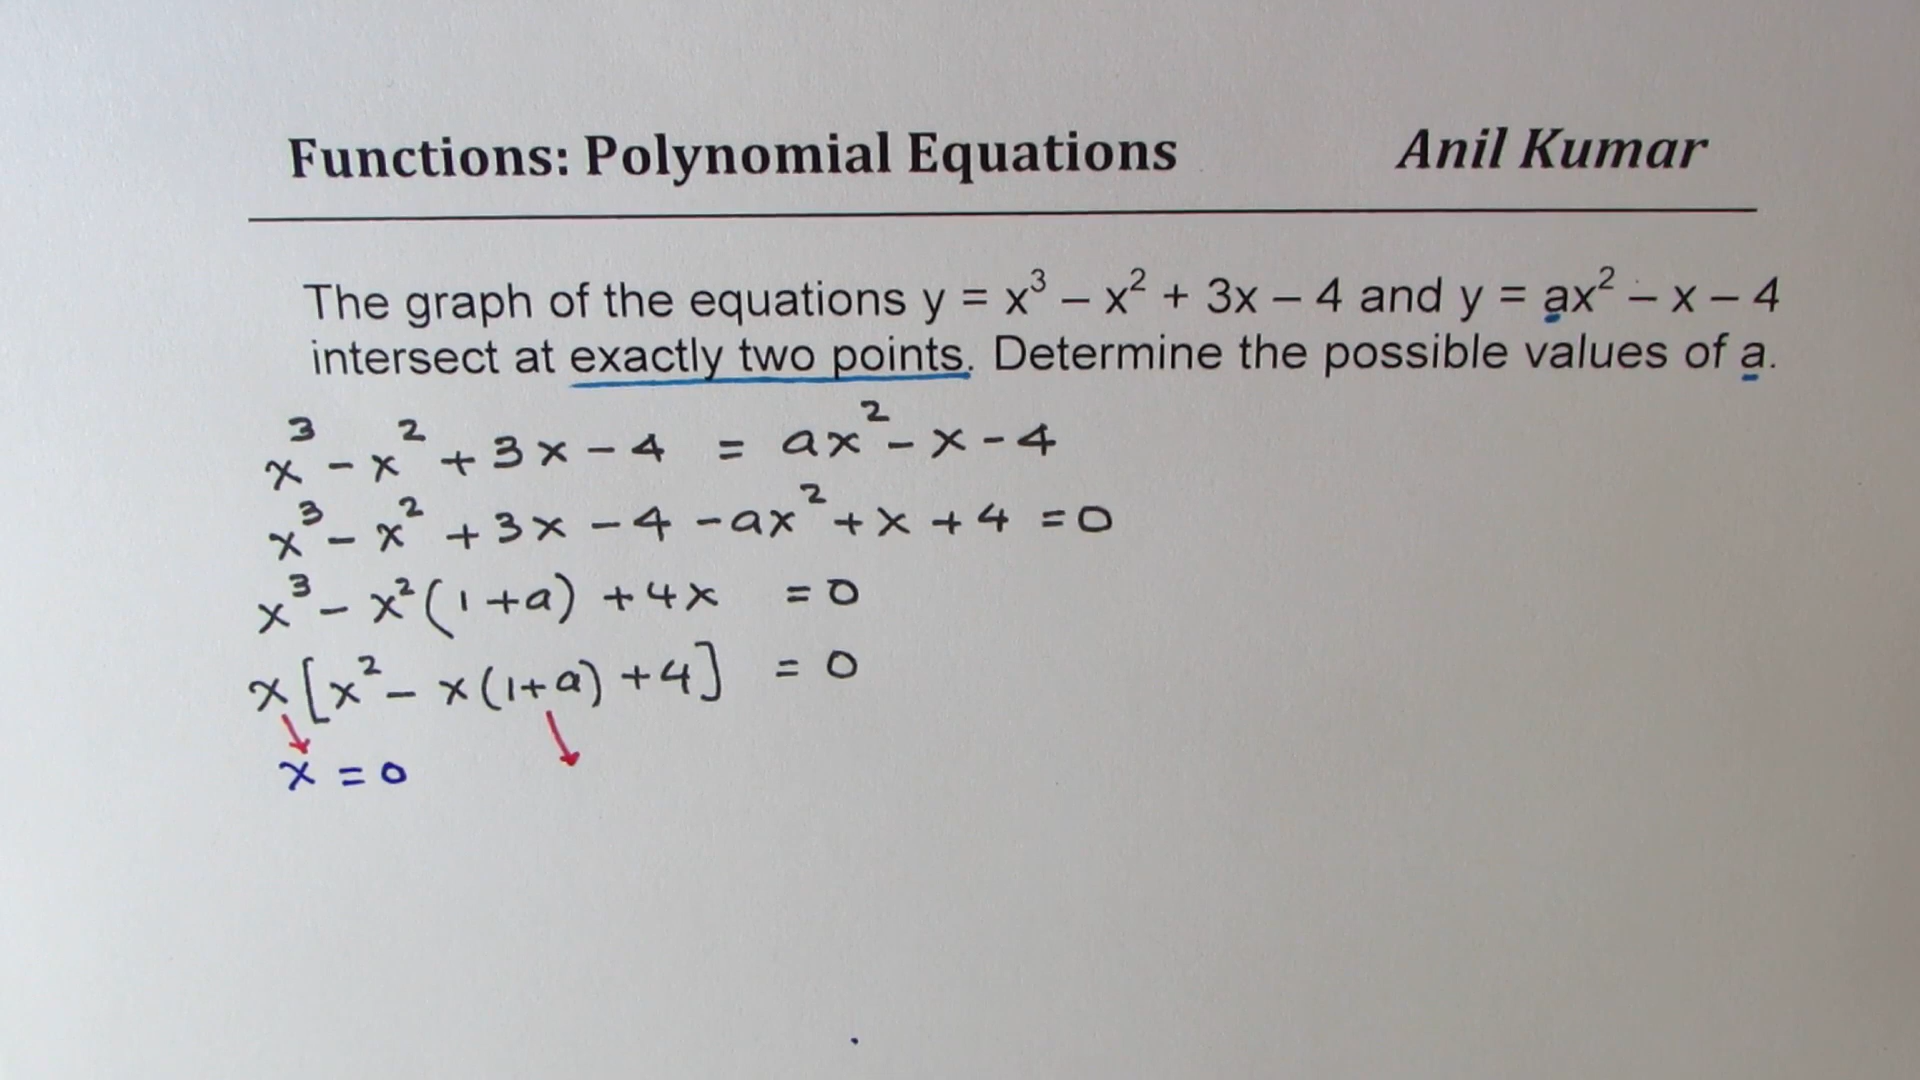 Functions: Polynomial Equations Anil Kumar
The graph of the equations y = x³ – x² + 3x – 4 and y = ax² – x – 4
intersect at exactly two points. Determine the possible values of a.
x³ – x² + 3x – 4 = ax² – x – 4
x³ – x² + 3x – 4 – ax² + x + 4 = 0
x³ – x²(1+a) + 4x = 0
x[x² – x(1+a) + 4] = 0
x = 0